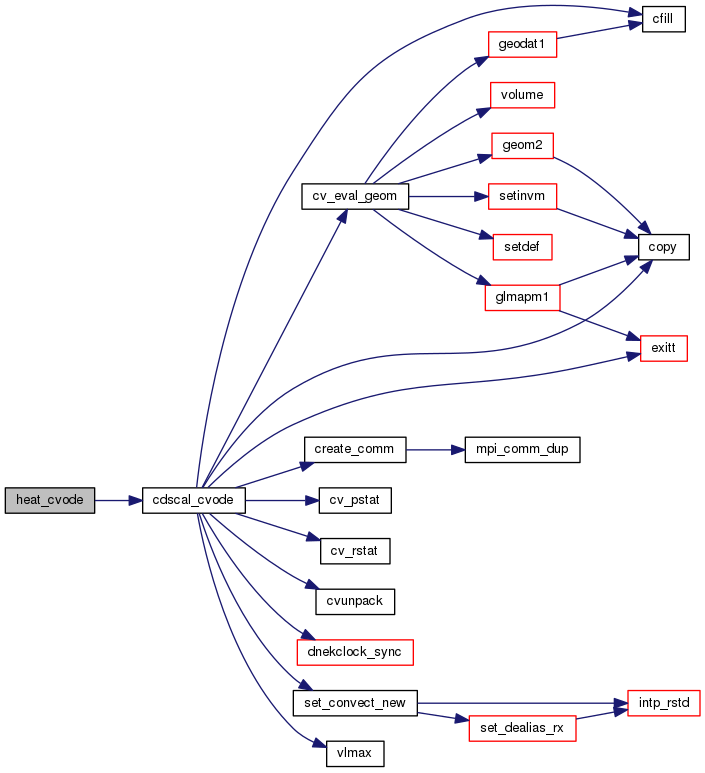 cfill
geodat1
volume
geom2
cv_eval_geom
setinvm
setdef
copy
glmapm1
exitt
create_comm
mpi_comm_dup
heat_cvode
cdscal_cvode
cv_pstat
cv_rstat
cvunpack
dnekclock_sync
set_convect_new
intp_rstd
set_dealias_rx
vlmax